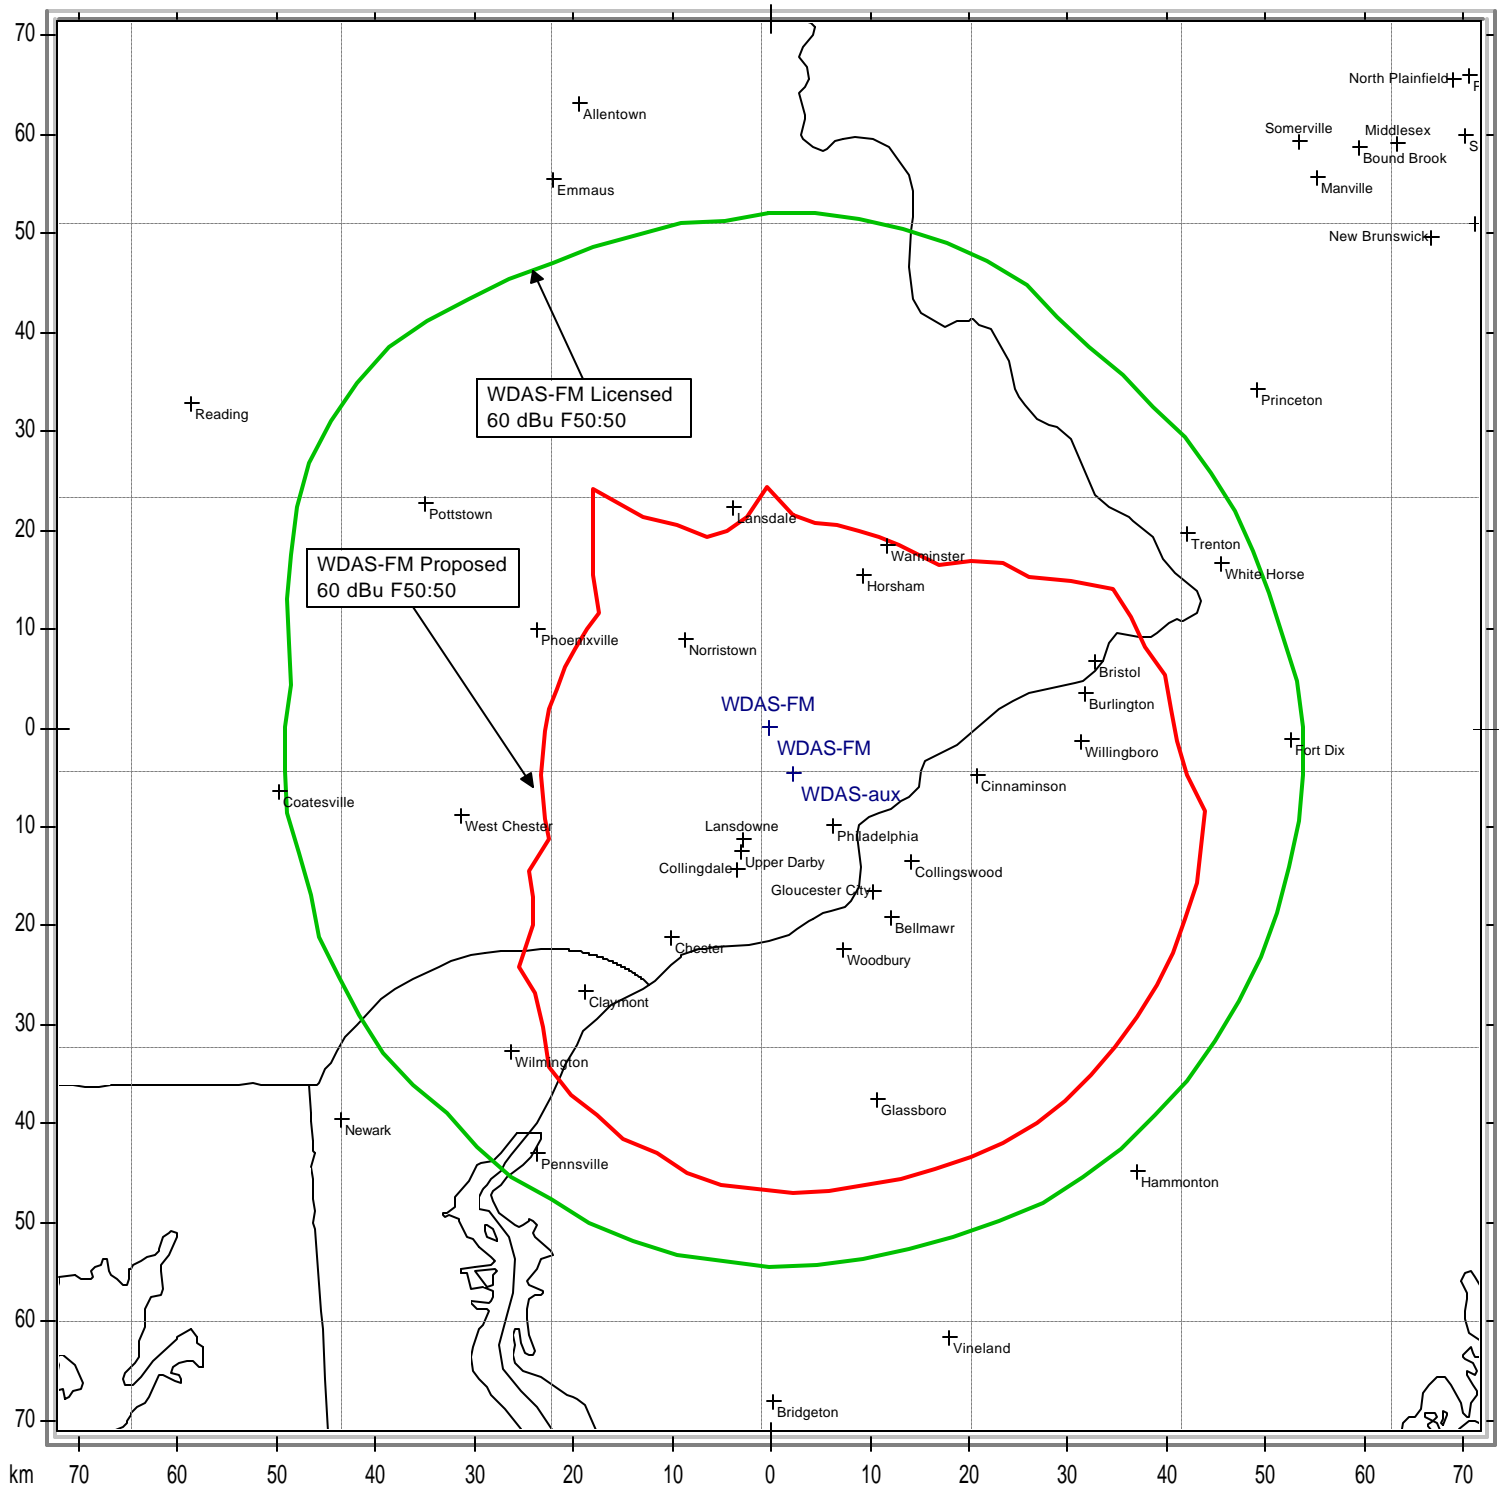 70
North Plainfield
Allentown
60
Somerville
Middlesex
S
Bound Brook
Manville
Emmaus
50
New Brunswick
40
WDAS-FM Licensed
60 dBu F50:50
Princeton
Reading
30
Pottstown
Lansdale
20
Trenton
Warminster
WDAS-FM Proposed
60 dBu F50:50
White Horse
Horsham
10
Phoenixville
Norristown
Bristol
WDAS-FM
Burlington
0
WDAS-FM
Willingboro
Fort Dix
Cinnaminson
WDAS-aux
Coatesville
10
West Chester
Lansdowne
Philadelphia
Upper Darby
Collingdale
Collingswood
Gloucester City
20
Bellmawr
Chester
Woodbury
Claymont
30
Wilmington
Glassboro
40
Newark
Pennsville
Hammonton
50
60
Vineland
Bridgeton
70
km 70 60 50 40 30 20 10 0 10 20 30 40 50 60 70